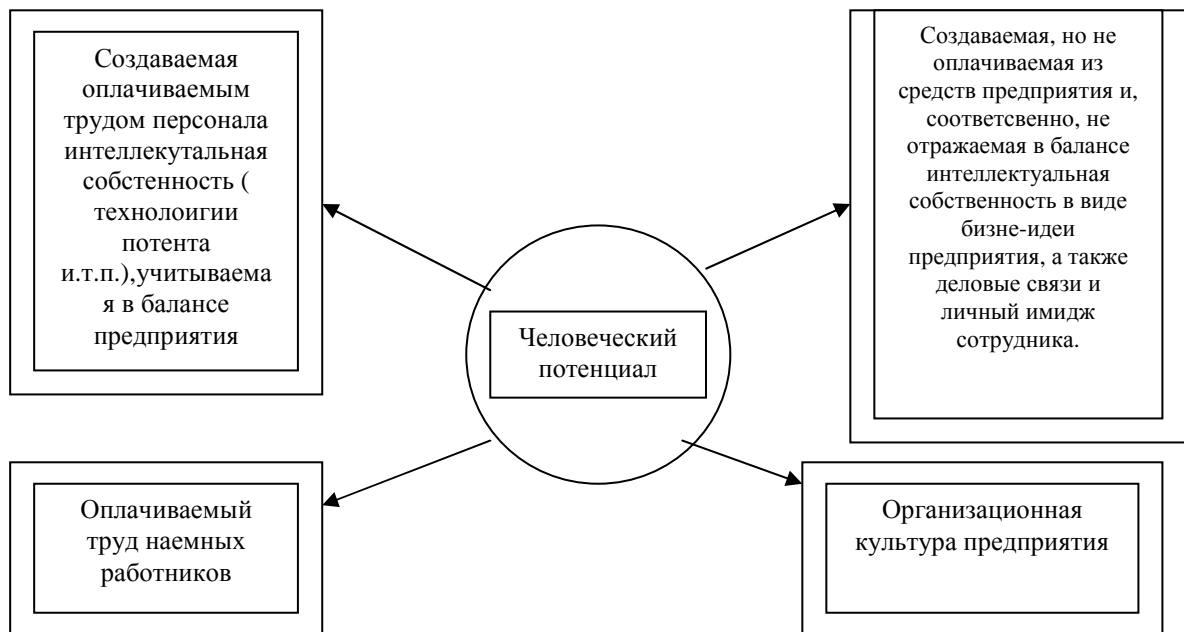 Создаваемая
оплачиваемым
трудом персонала
интеллекутальная
собстенность (
технолоигии
потента
и.т.п.),учитываема
я в балансе
предприятия
Создаваемая, но не
оплачиваемая из
средств предприятия и,
соответсвенно, не
отражаемая в балансе
интеллектуальная
собственность в виде
бизне-идеи
предприятия, а также
деловые связи и
личный имидж
сотрудника.
Человеческий
потенциал
Оплачиваемый
труд наемных
работников
Организационная
культура предприятия